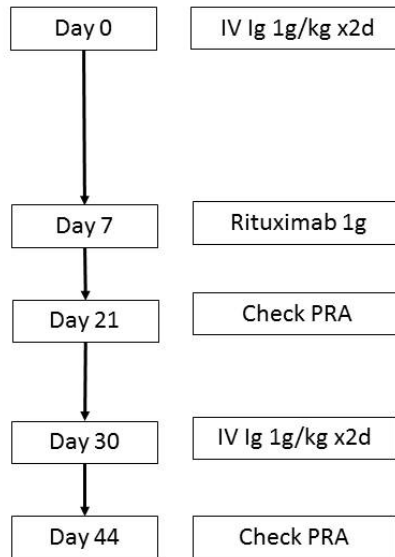 Day 0
IV Ig 1g/kg x2d
Day 7
Rituximab 1g
Day 21
Check PRA
Day 30
IV Ig 1g/kg x2d
Day 44
Check PRA